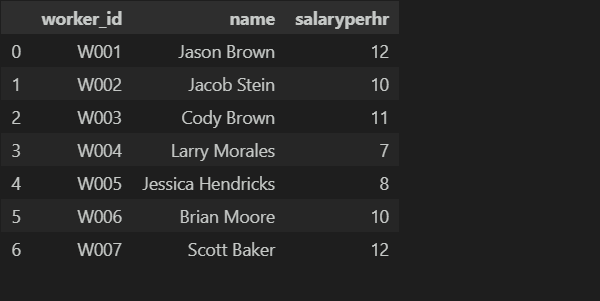 worker_id name salaryperhr
0 W001 Jason Brown 12
1 W002 Jacob Stein 10
2 W003 Cody Brown 11
3 W004 Larry Morales 7
4 W005 Jessica Hendricks 8
5 W006 Brian Moore 10
6 W007 Scott Baker 12